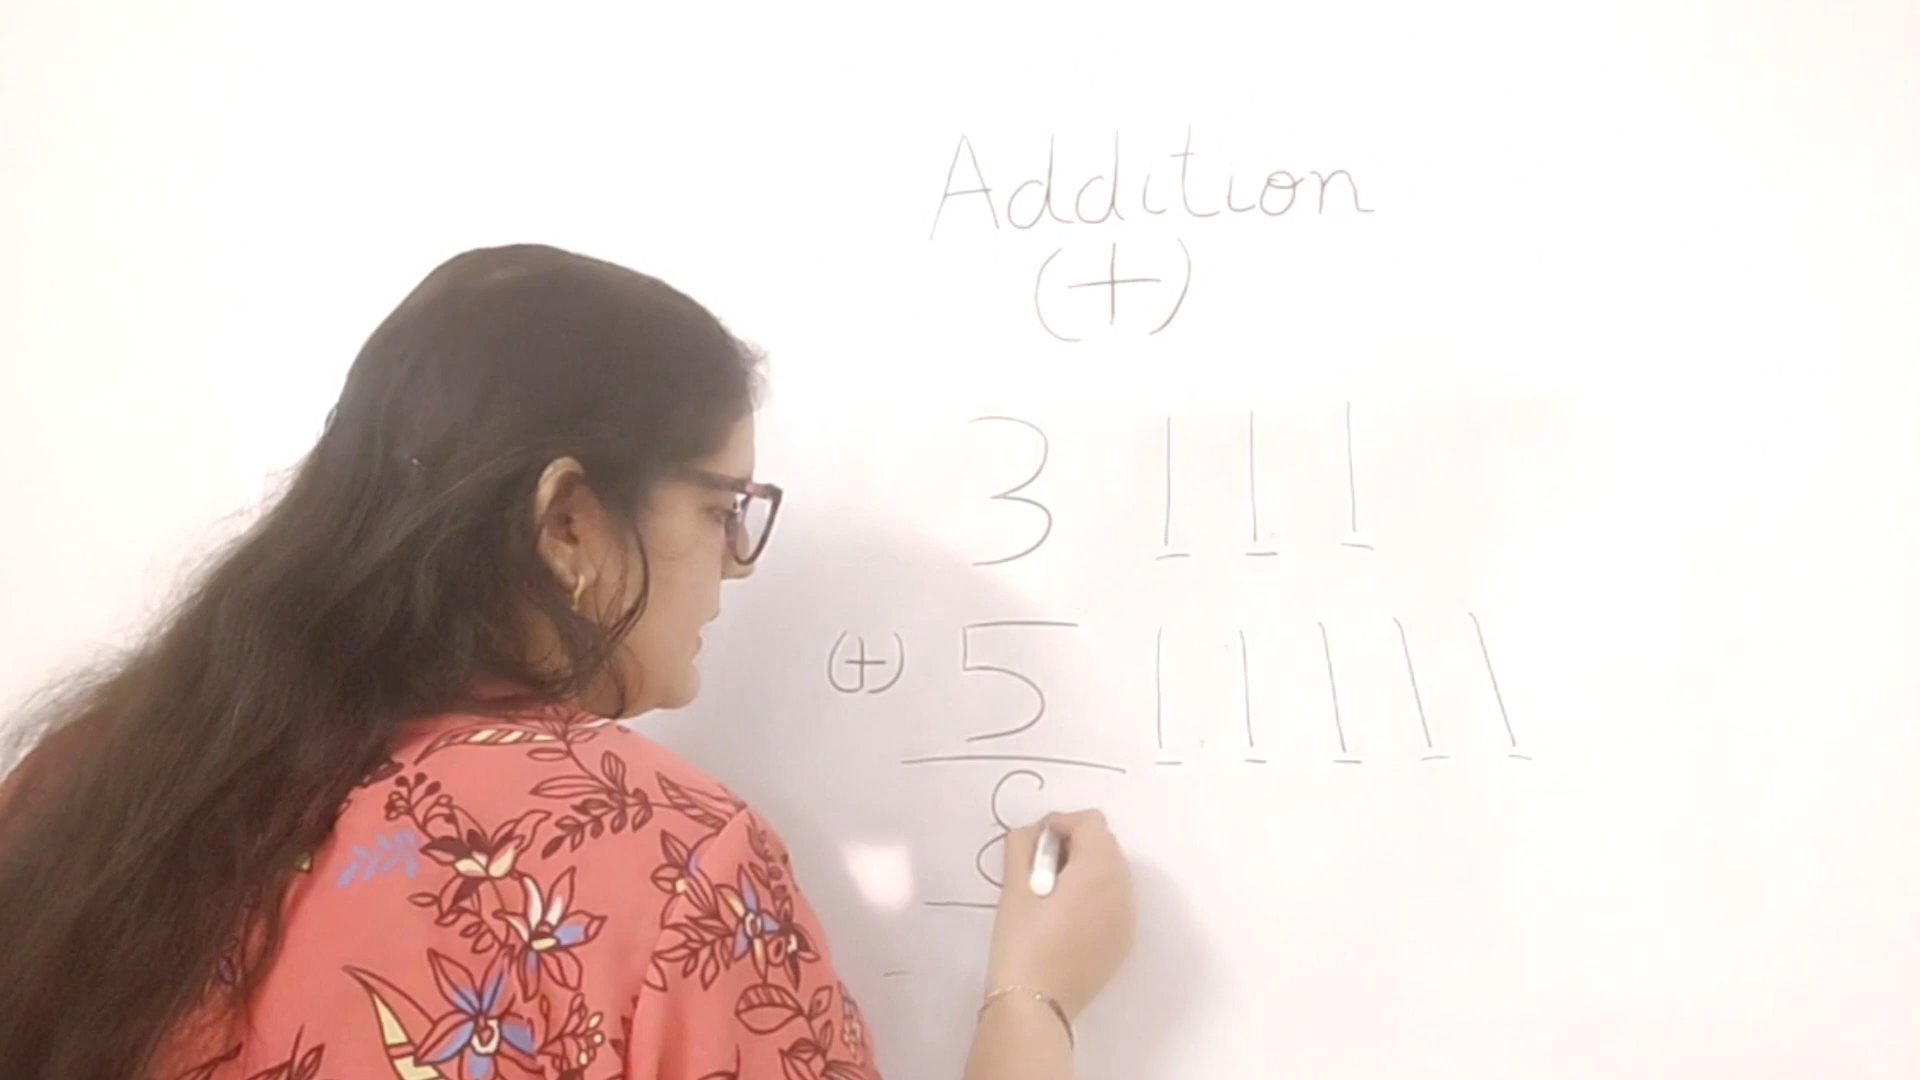 Addition
(+)
3 | | |
(+) 5 | | | | |
8